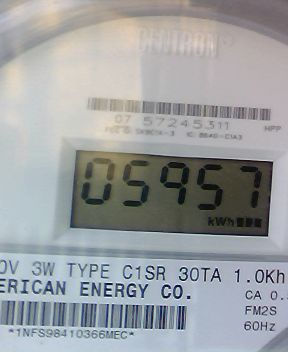 CENTRON®
07 57245311
05957
kWh
0V 3W TYPE C1SR 30TA 1.0Kh
ERICAN ENERGY CO.
CA 0.
FM2S
60Hz
*1NFS98410366MEC*